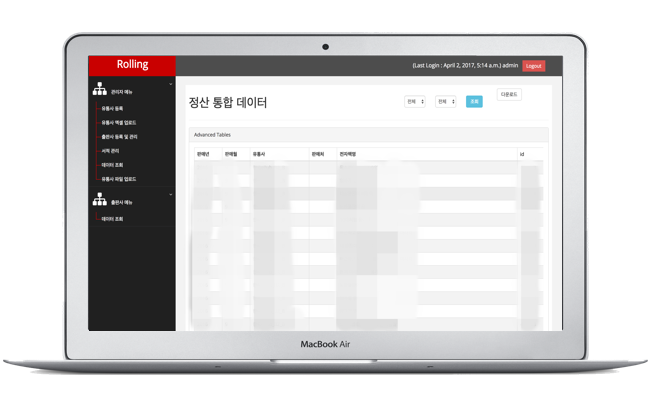 Rolling
(Last Login : April 2, 2017, 5:14 a.m.) admin
Logout
관리자 메뉴
유통사 등록
유통사 엑셀 업로드
출판사 등록 및 관리
서적 관리
데이터 조회
유통사 파일 업로드
출판사 메뉴
데이터 조회
정산 통합 데이터
전체
전체
조회
다운로드
Advanced Tables
판매년 판매월 유통사 판매처 전자책명 id
MacBook Air